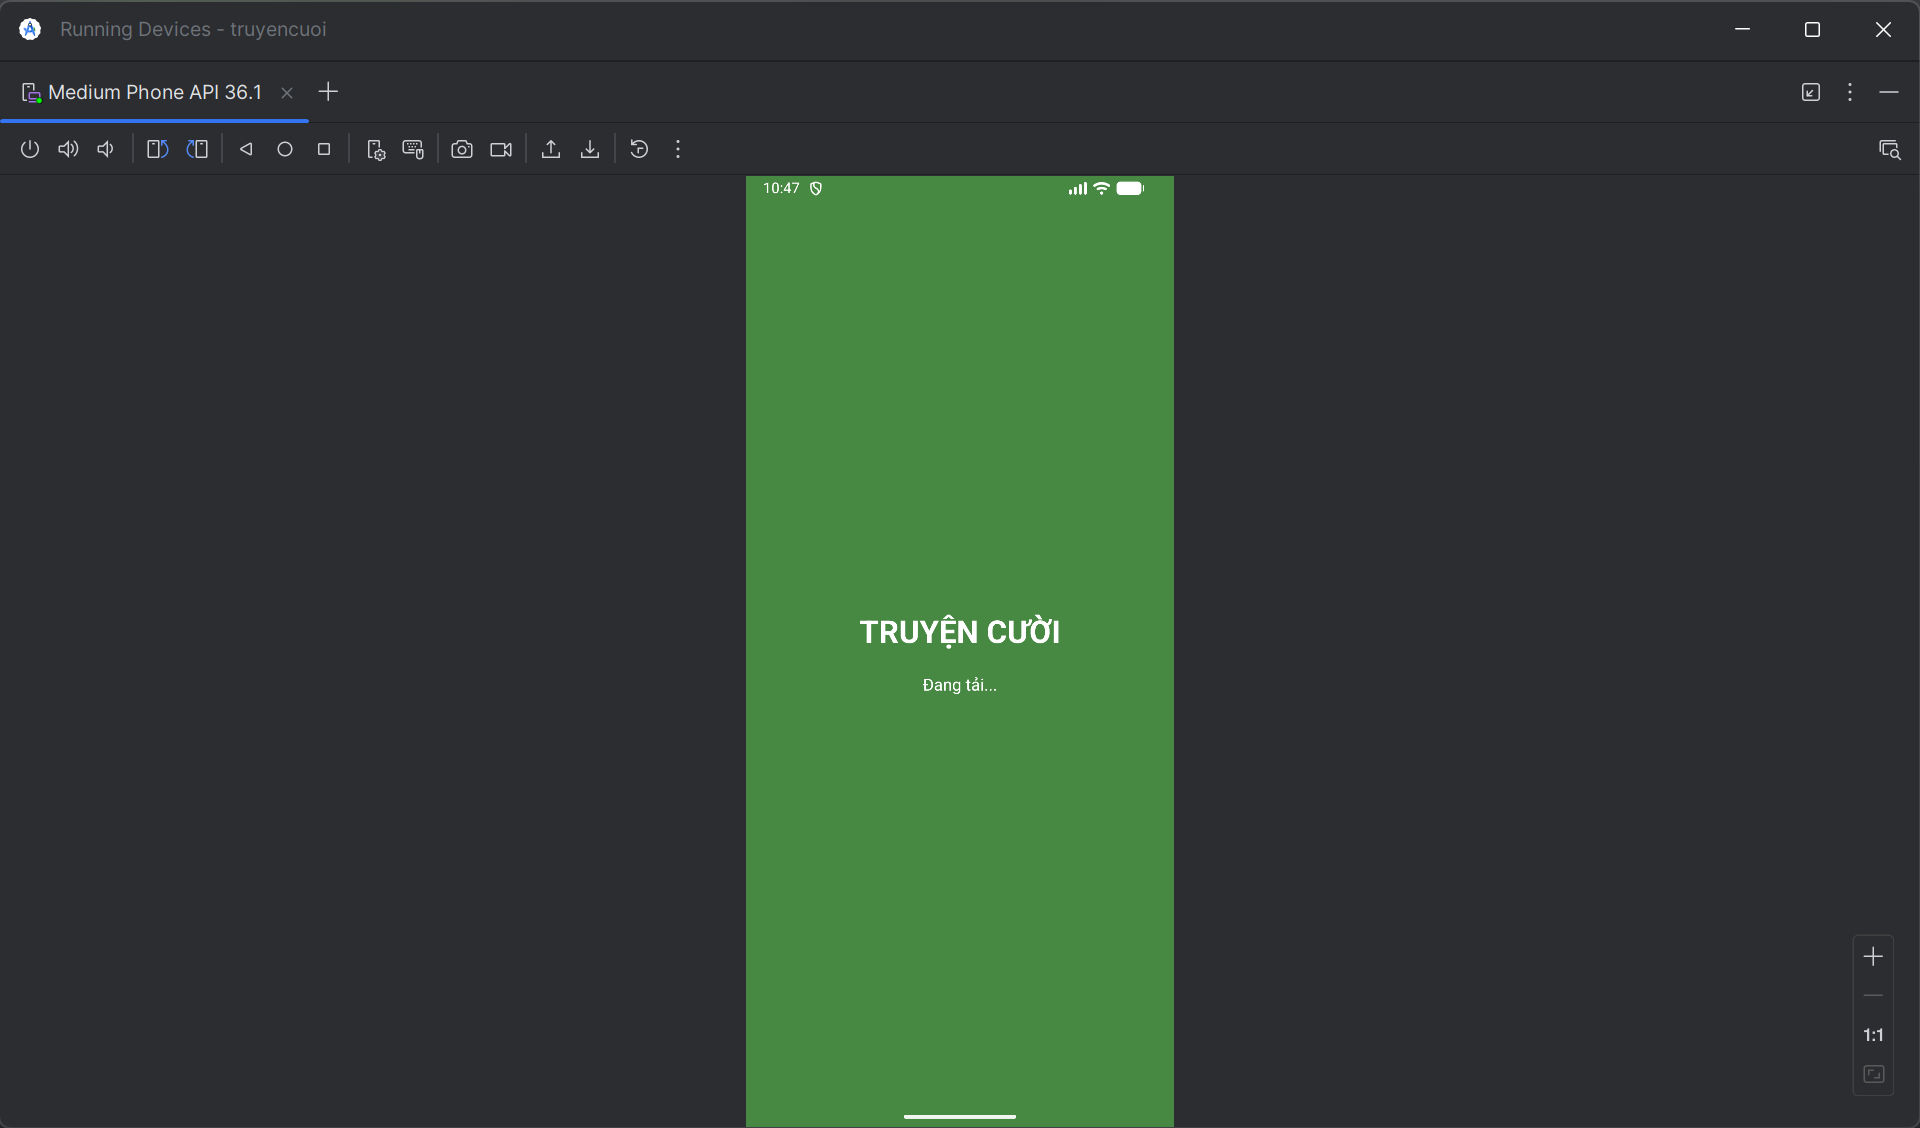 Running Devices - truyencuoi
Medium Phone API 36.1
10:47
TRUYỆN CƯỜI
Đang tải...
1:1